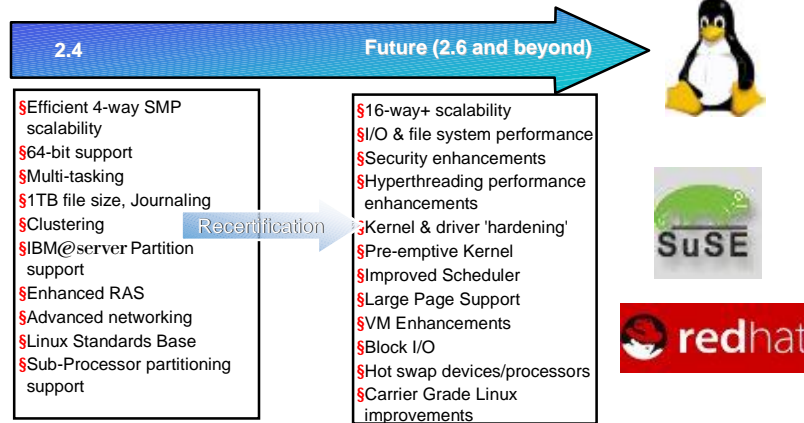 2.4
Future (2.6 and beyond)
§Efficient 4-way SMP
scalability
§64-bit support
§Multi-tasking
§1TB file size, Journaling
§Clustering
§IBM@server Partition
support
§Enhanced RAS
§Advanced networking
§Linux Standards Base
§Sub-Processor partitioning
support
Recertification
§16-way+ scalability
§I/O & file system performance
§Security enhancements
§Hyperthreading performance
enhancements
§Kernel & driver 'hardening'
§Pre-emptive Kernel
§Improved Scheduler
§Large Page Support
§VM Enhancements
§Block I/O
§Hot swap devices/processors
§Carrier Grade Linux
improvements
SuSE
redhat